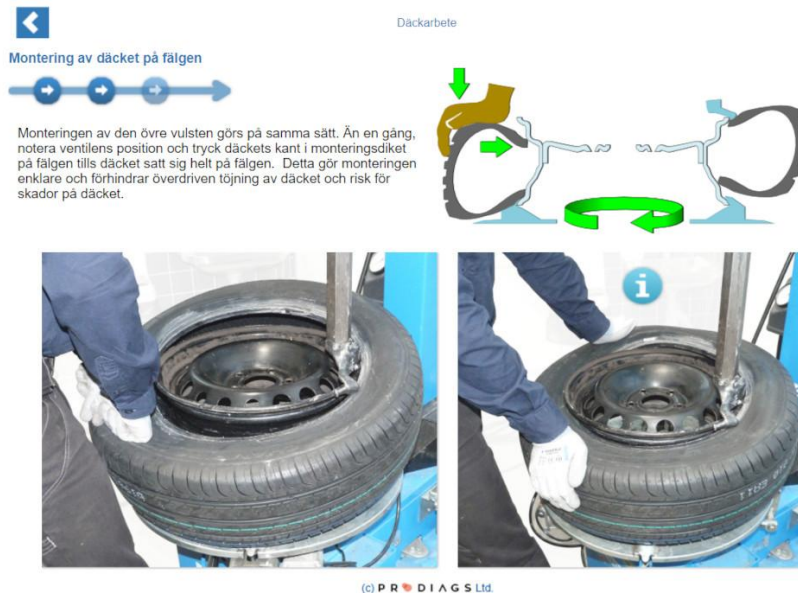 Däckarbete
Montering av däcket på fälgen
Monteringen av den övre vulsten görs på samma sätt. Än en gång,
notera ventilens position och tryck däckets kant i monteringsdiket
på fälgen tills däcket satt sig helt på fälgen. Detta gör monteringen
enklare och förhindrar överdriven töjning av däcket och risk för
skador på däcket.
i
(c) PRODIAGS Ltd.